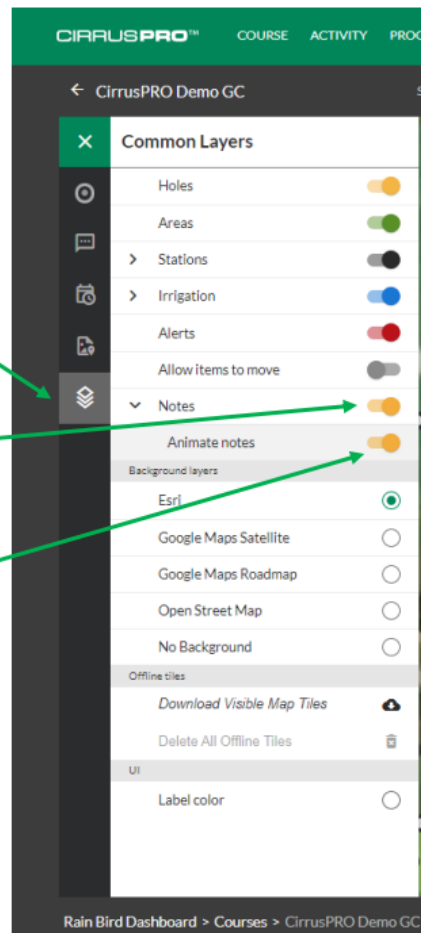 CIRRUSPRO™ COURSE ACTIVITY PROG
← CirrusPRO Demo GC
Common Layers
Holes
Areas
Stations
Irrigation
Alerts
Allow items to move
Notes
Animate notes
Background layers
Esri
Google Maps Satellite
Google Maps Roadmap
Open Street Map
No Background
Offline tiles
Download Visible Map Tiles
Delete All Offline Tiles
UI
Label color
Rain Bird Dashboard > Courses > CirrusPRO Demo GC